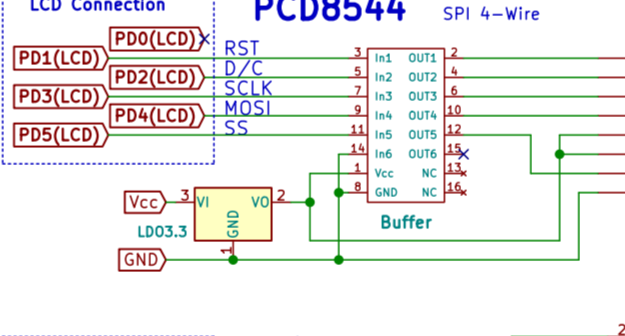 LCD Connection
PCD8544
SPI 4-Wire
PD0(LCD)
PD1(LCD)
PD2(LCD)
PD3(LCD)
PD4(LCD)
PD5(LCD)
RST
D/C
SCLK
MOSI
SS
3 In1 OUT1 2
5 In2 OUT2 4
7 In3 OUT3 6
9 In4 OUT4 10
11 In5 OUT5 12
14 In6 OUT6 15
1 Vcc NC 13
8 GND NC 16
Buffer
Vcc 3 VI VO 2
GND
1
LDO3.3
GND
2